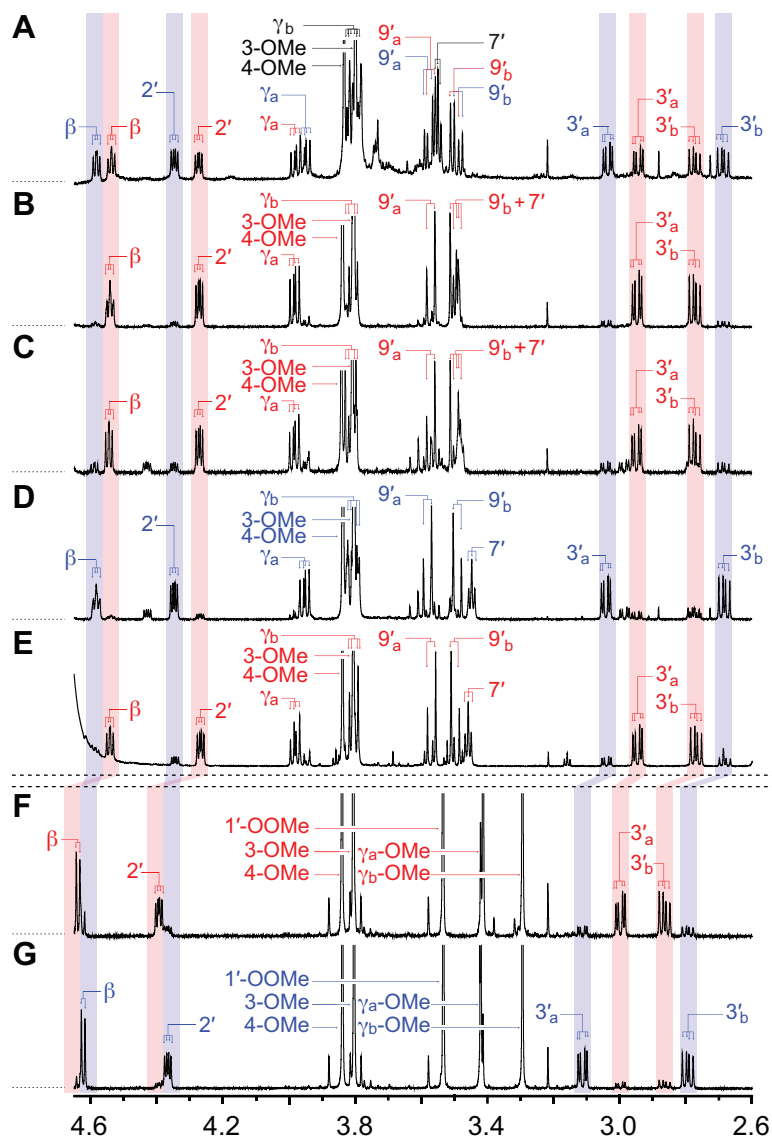 A
γb
3-OMe
4-OMe
9′a
9′a
7′
9′b
9′b
β
β
2′
2′
γa
γa
3′a
3′a
3′b
3′b
B
γb
3-OMe
4-OMe
γa
9′a
9′b+7′
β
2′
3′a
3′b
C
γb
3-OMe
4-OMe
γa
9′a
9′b+7′
β
2′
3′a
3′b
D
γb
3-OMe
4-OMe
γa
9′a
9′b
7′
β
2′
3′a
3′b
E
γb
3-OMe
4-OMe
γa
9′a
9′b
7′
β
2′
3′a
3′b
F
1′-OOMe
3-OMe γa-OMe
4-OMe γb-OMe
β
2′
3′a
3′b
G
1′-OOMe
3-OMe γa-OMe
4-OMe γb-OMe
β
2′
3′a
3′b
4.6 4.2 3.8 3.4 3.0 2.6